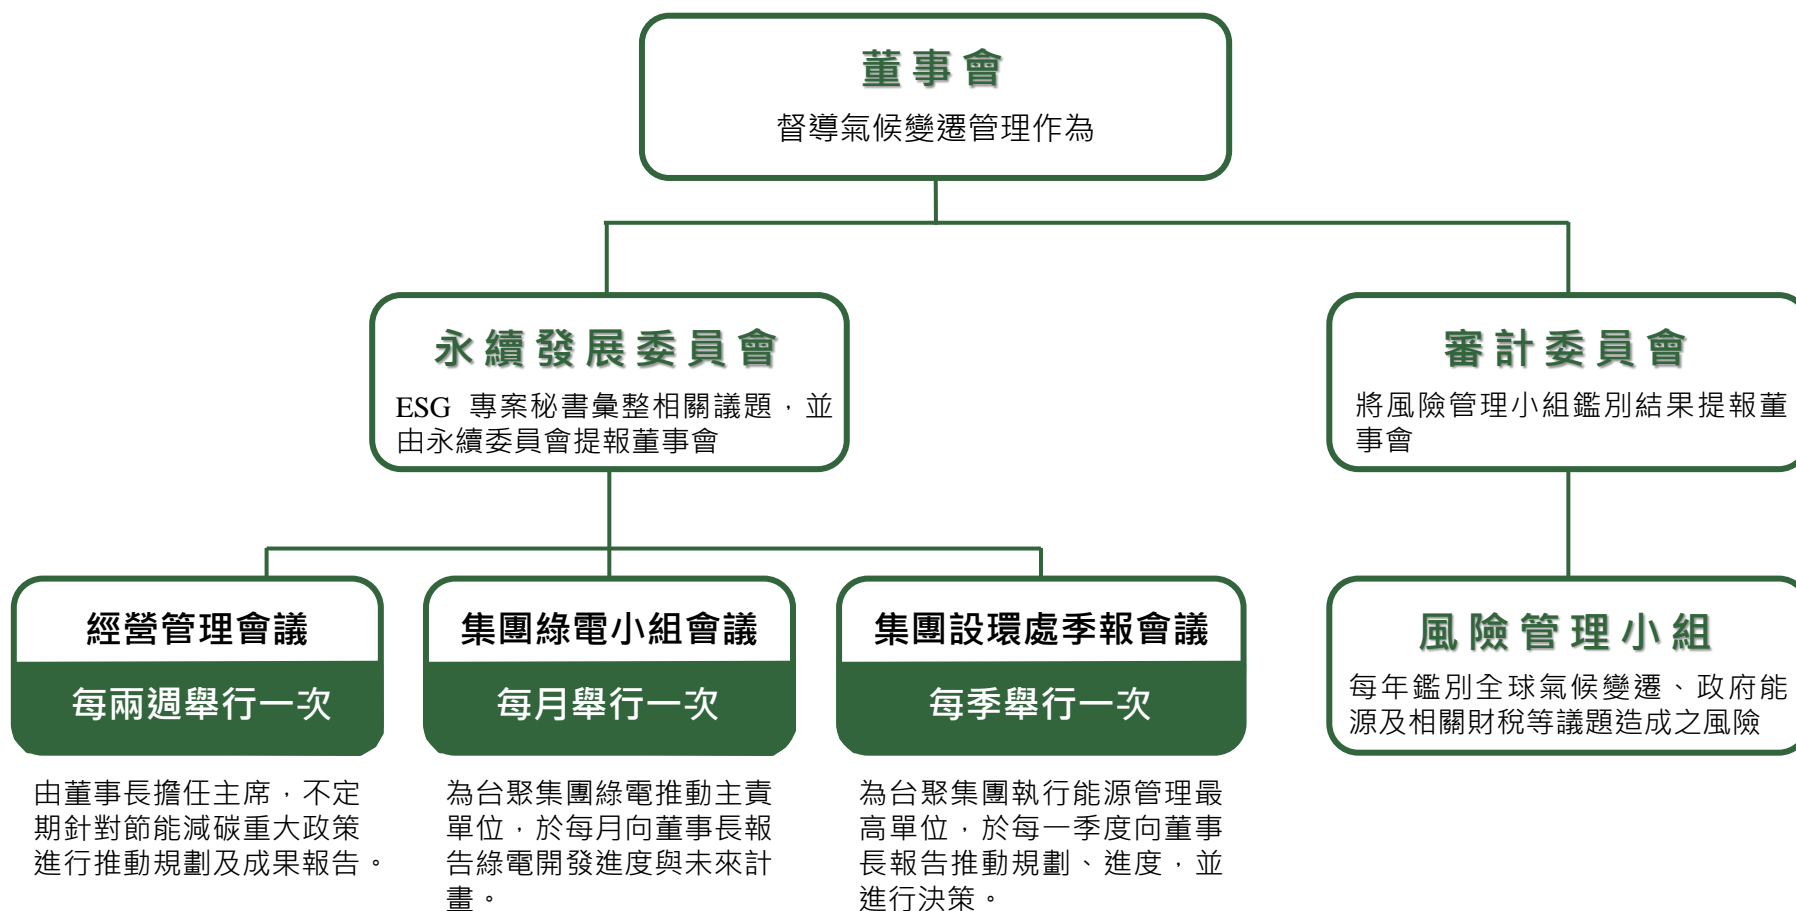 董事會
督導氣候變遷管理作為
永續發展委員會
ESG 專案秘書彙整相關議題，並
由永續委員會提報董事會
審計委員會
將風險管理小組鑑別結果提報董
事會
經營管理會議
每兩週舉行一次
由董事長擔任主席，不定
期針對節能減碳重大政策
進行推動規劃及成果報告。
集團綠電小組會議
每月舉行一次
為台聚集團綠電推動主責
單位，於每月向董事長報
告綠電開發進度與未來計
畫。
集團設環處季報會議
每季舉行一次
為台聚集團執行能源管理最
高單位，於每一季度向董事
長報告推動規劃、進度，並
進行決策。
風險管理小組
每年鑑別全球氣候變遷、政府能
源及相關財稅等議題造成之風險